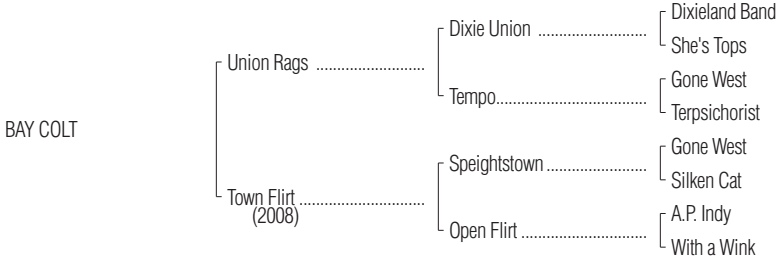 Dixieland Band
Dixie Union ..........................
She's Tops
Union Rags ..........................
Gone West
Tempo....................................
Terpsichorist
BAY COLT
Gone West
Speightstown ........................
Silken Cat
Town Flirt ..............................
(2008)
A.P. Indy
Open Flirt ..............................
With a Wink